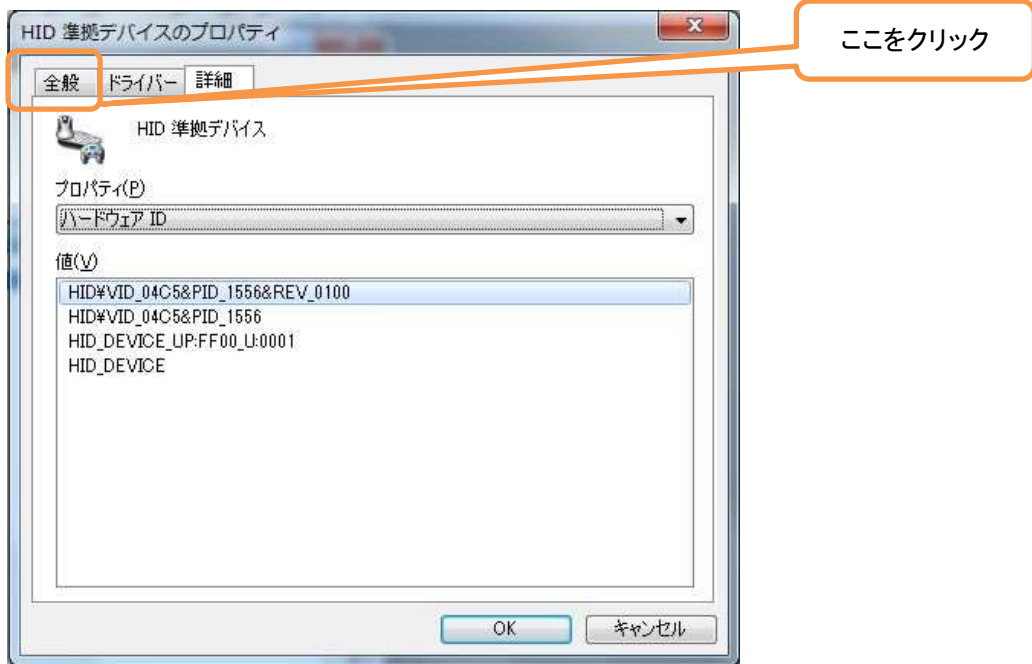 HID 準拠デバイスのプロパティ
ここをクリック
全般 ドライバー 詳細
HID 準拠デバイス
プロパティ(P)
ハードウェア ID
値(V)
HID¥VID_04C5&PID_1556&REV_0100
HID¥VID_04C5&PID_1556
HID_DEVICE_UP:FF00_U:0001
HID_DEVICE
OK キャンセル